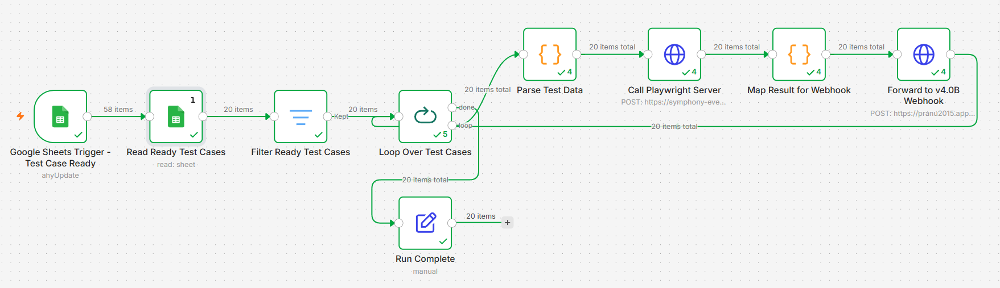 20 items total
20 items total
20 items total
4
4
4
4
20 items total
Parse Test Data
Call Playwright Server
POST: https://symphony-eve...
Map Result for Webhook
Forward to v4.0B
Webhook
POST: https://pranu2015.app...
58 items
1
20 items
Kept
20 items
done
loop
5
20 items total
Google Sheets Trigger -
Test Case Ready
anyUpdate
Read Ready Test Cases
read: sheet
Filter Ready Test Cases
Loop Over Test Cases
20 items total
20 items
Run Complete
manual